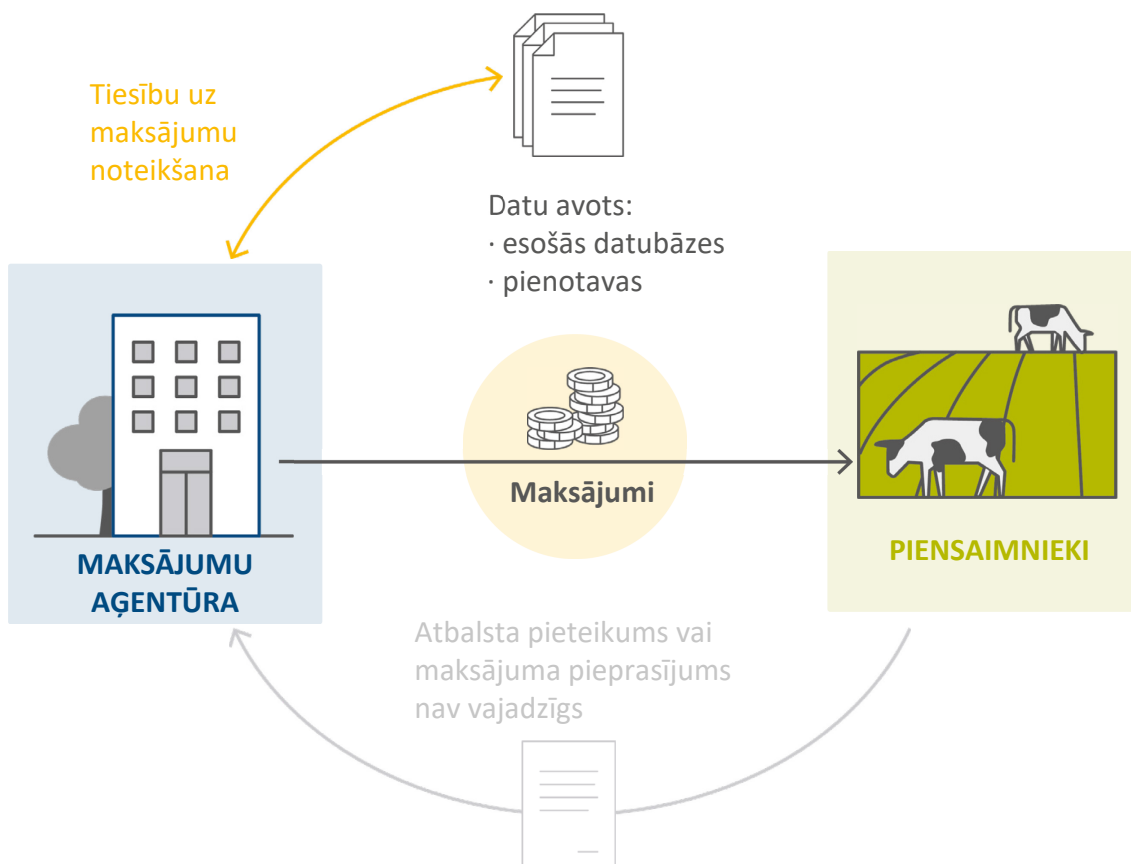 Tiesību uz
maksājumu
noteikšana
Datu avots:
· esošās datubāzes
· pienotavas
Maksājumi
MAKSĀJUMU
AĢENTŪRA
PIENSAIMNIEKI
Atbalsta pieteikums vai
maksājuma pieprasījums
nav vajadzīgs